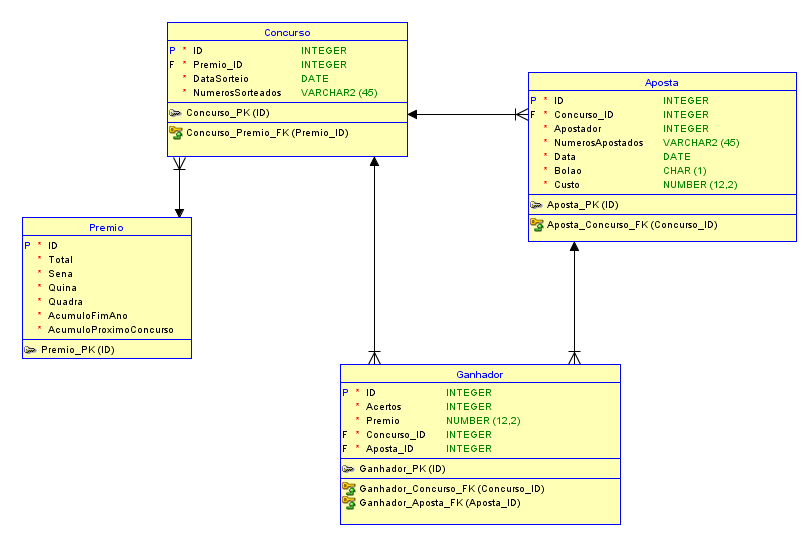 Concurso
P * ID INTEGER
F * Premio_ID INTEGER
* DataSorteio DATE
* NumerosSorteados VARCHAR2 (45)
Concurso_PK (ID)
Concurso_Premio_FK (Premio_ID)
Aposta
P * ID INTEGER
F * Concurso_ID INTEGER
* Apostador INTEGER
* NumerosApostados VARCHAR2 (45)
* Data DATE
* Bolao CHAR (1)
* Custo NUMBER (12,2)
Aposta_PK (ID)
Aposta_Concurso_FK (Concurso_ID)
Premio
P * ID
* Total
* Sena
* Quina
* Quadra
* AcumuloFimAno
* AcumuloProximoConcurso
Premio_PK (ID)
Ganhador
P * ID INTEGER
* Acertos INTEGER
* Premio NUMBER (12,2)
F * Concurso_ID INTEGER
F * Aposta_ID INTEGER
Ganhador_PK (ID)
Ganhador_Concurso_FK (Concurso_ID)
Ganhador_Aposta_FK (Aposta_ID)